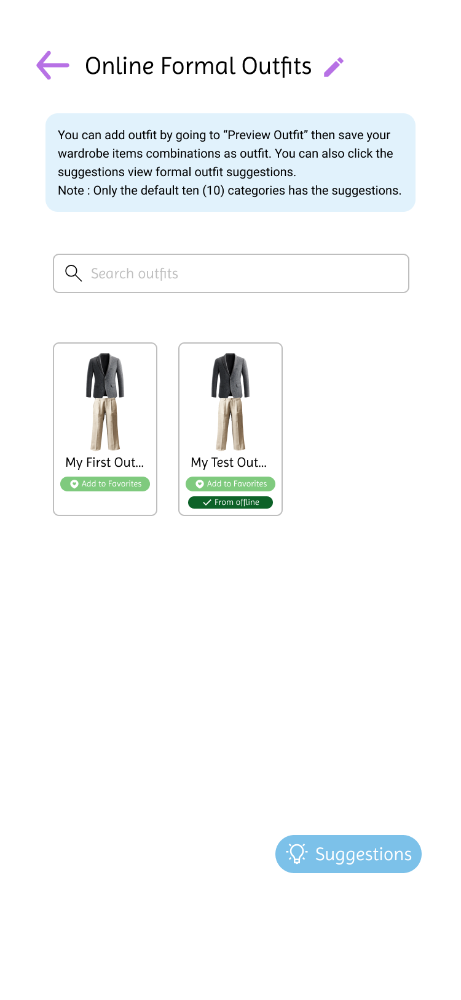 Online Formal Outfits
You can add outfit by going to “Preview Outfit” then save your
wardrobe items combinations as outfit. You can also click the
suggestions view formal outfit suggestions.
Note : Only the default ten (10) categories has the suggestions.
Search outfits
My First Out...
Add to Favorites
My Test Out...
Add to Favorites
From offline
Suggestions